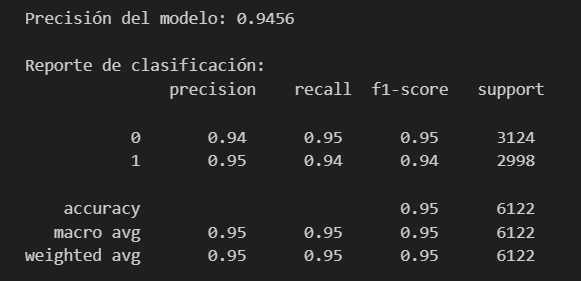 Precisión del modelo: 0.9456
Reporte de clasificación:
precision recall f1-score support
0 0.94 0.95 0.95 3124
1 0.95 0.94 0.94 2998
accuracy 0.95 6122
macro avg 0.95 0.95 0.95 6122
weighted avg 0.95 0.95 0.95 6122